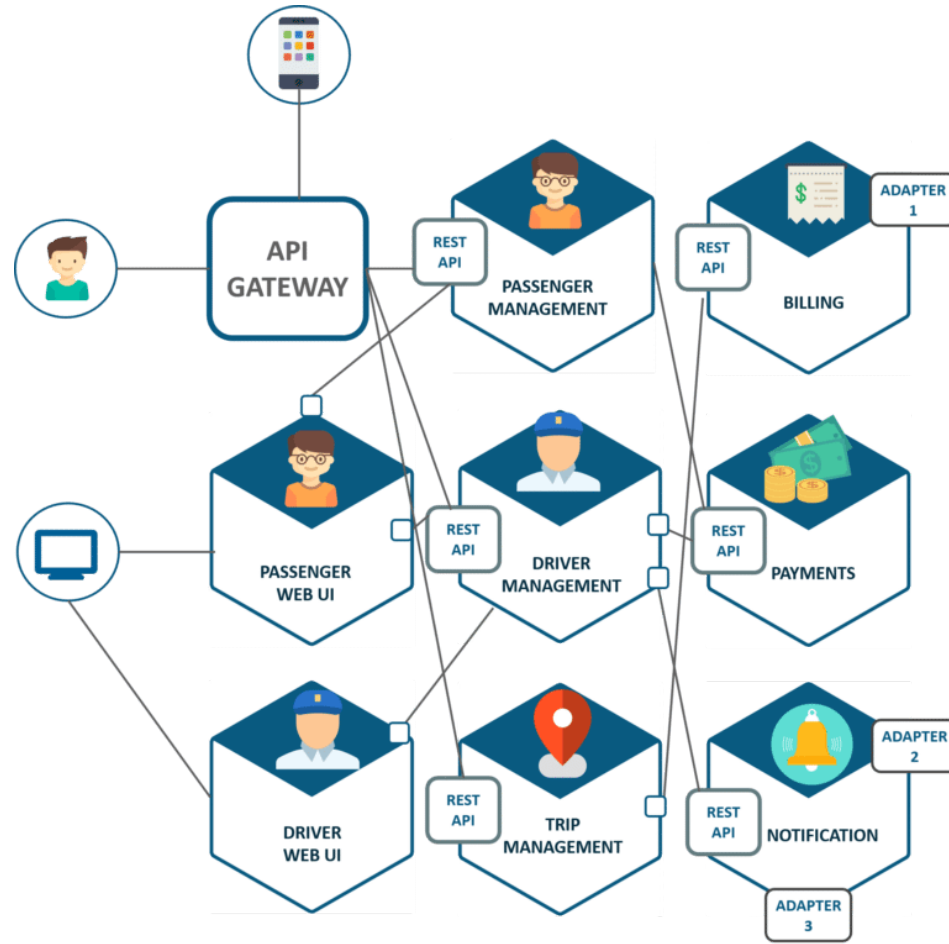 API
GATEWAY
REST
API
PASSENGER
MANAGEMENT
REST
API
BILLING
ADAPTER
1
PASSENGER
WEB UI
REST
API
DRIVER
MANAGEMENT
REST
API
PAYMENTS
DRIVER
WEB UI
REST
API
TRIP
MANAGEMENT
REST
API
NOTIFICATION
ADAPTER
2
ADAPTER
3